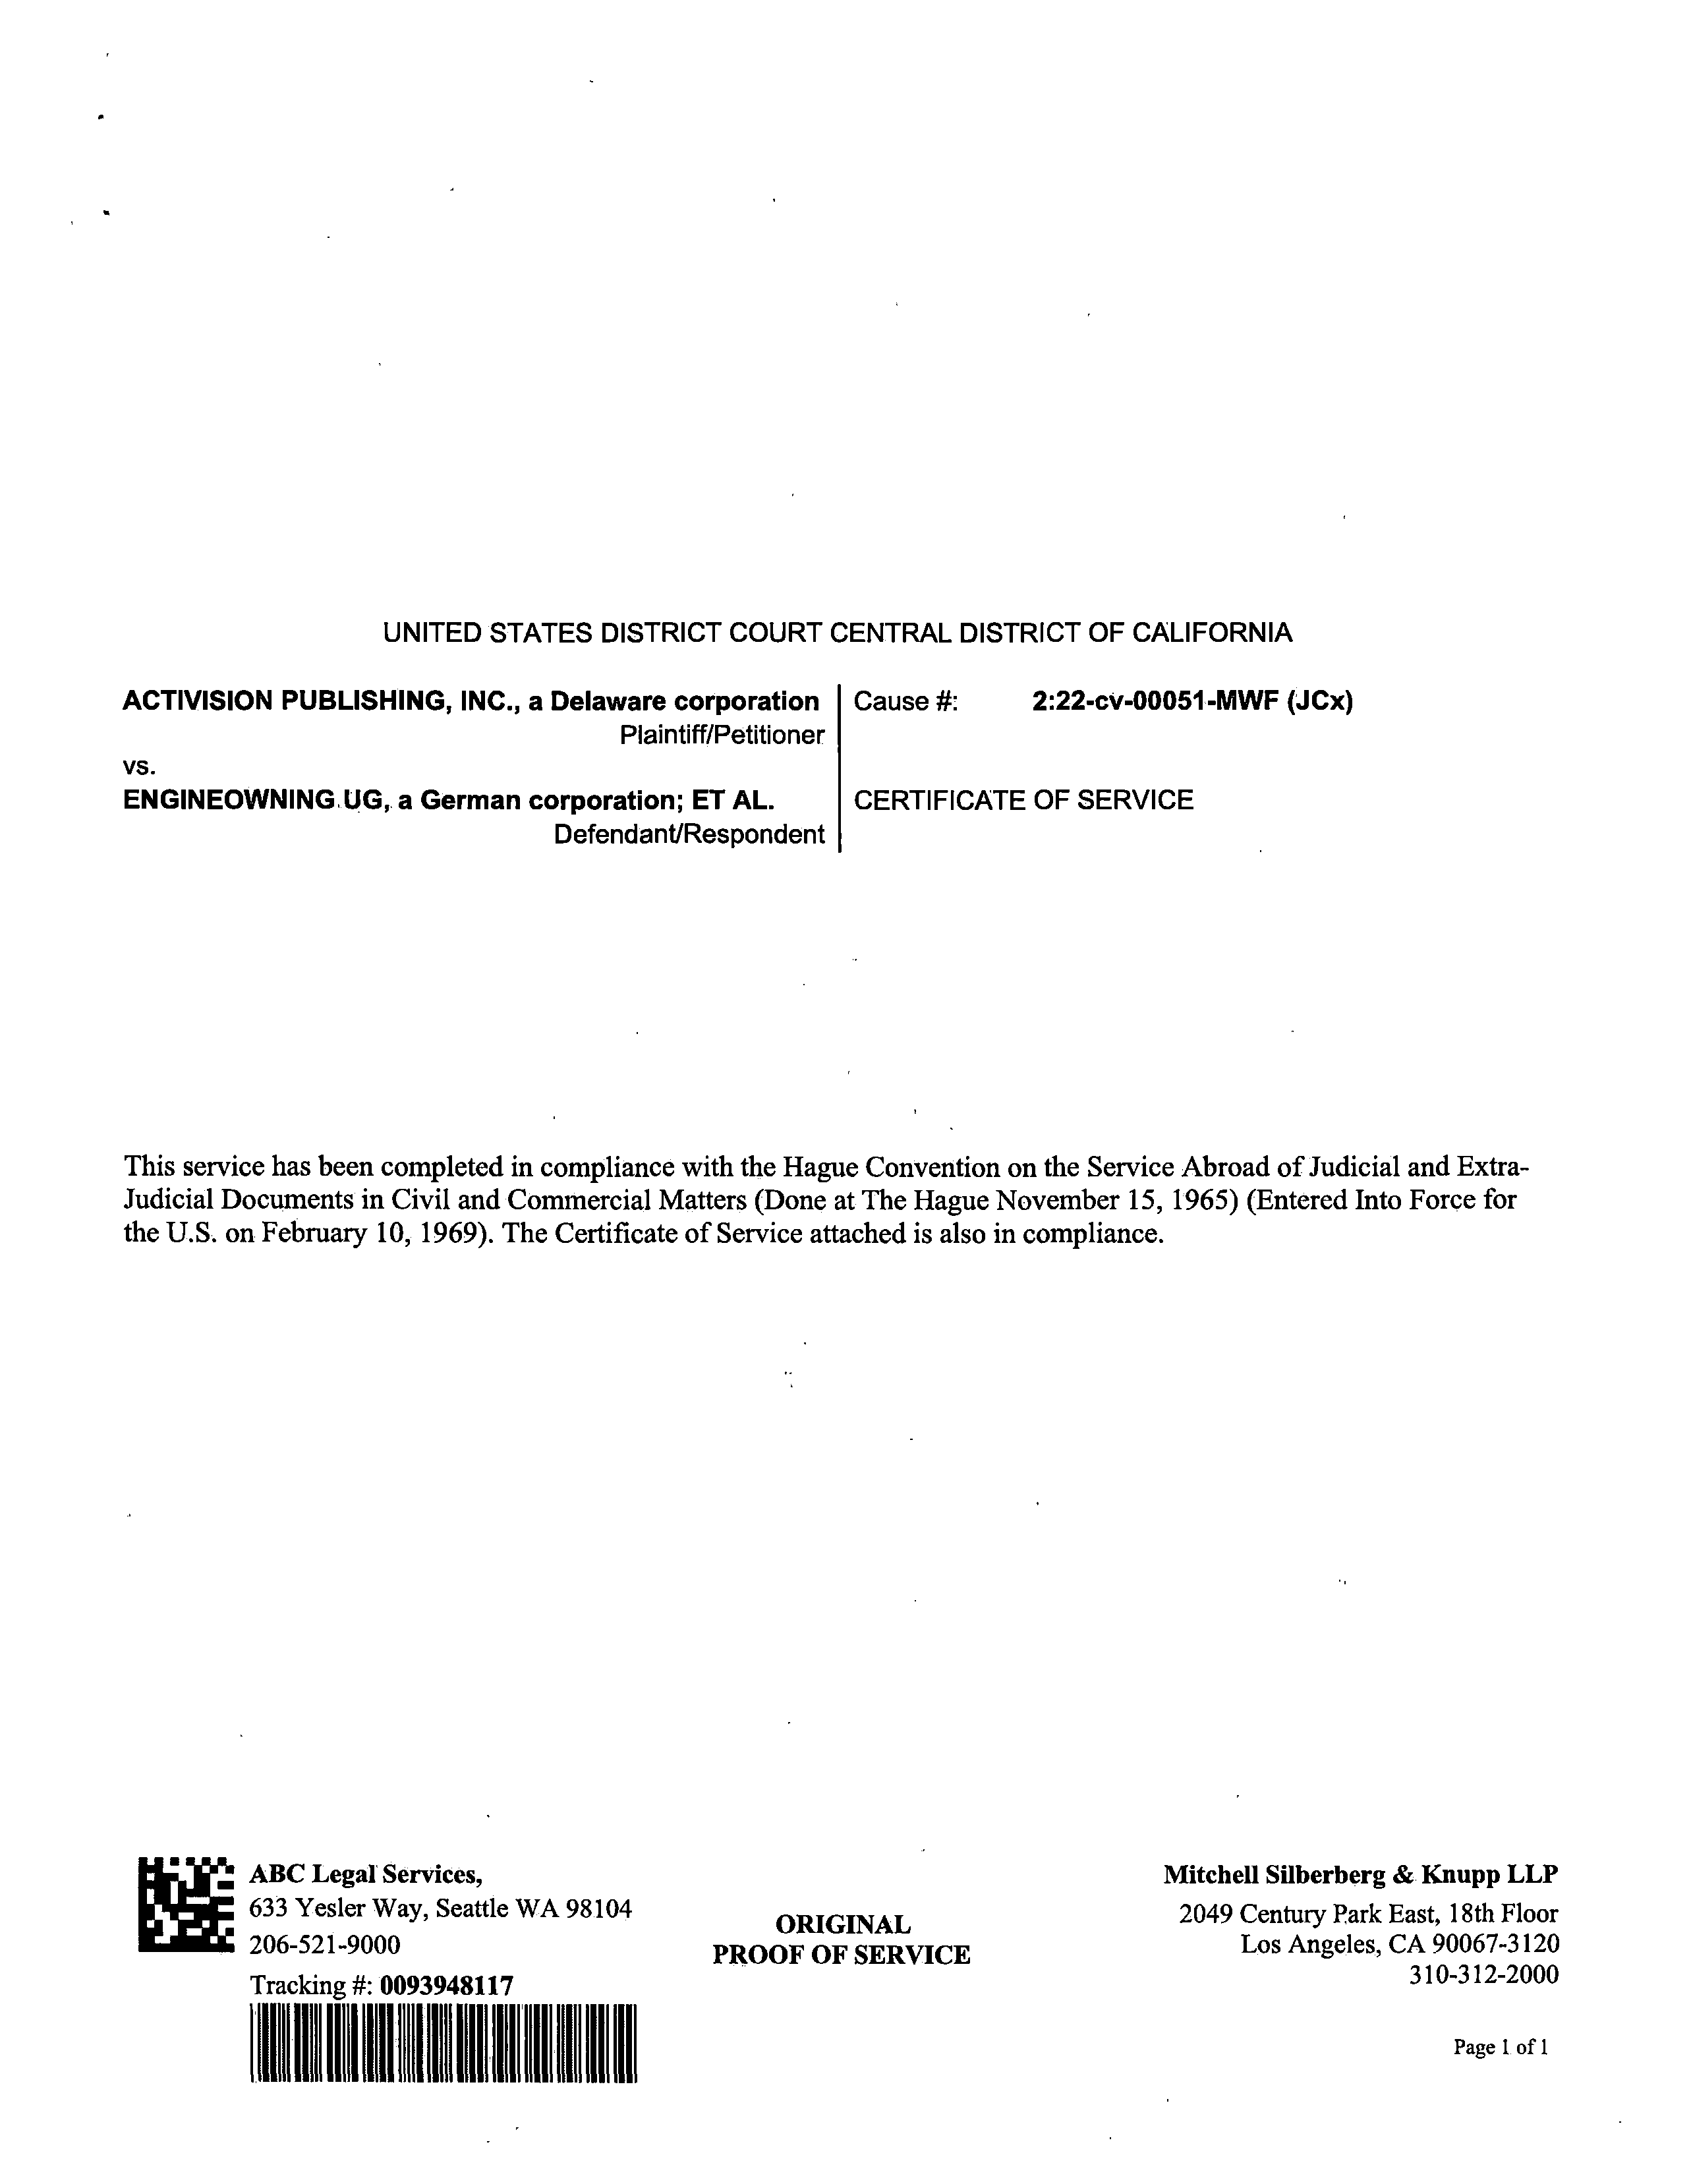 UNITED STATES DISTRICT COURT CENTRAL DISTRICT OF CALIFORNIA
ACTIVISION PUBLISHING, INC., a Delaware corporation
Plaintiff/Petitioner
vs.
ENGINEOWNING UG, a German corporation; ET AL.
Defendant/Respondent
Cause #: 2:22-cv-00051-MWF (JCx)
CERTIFICATE OF SERVICE
This service has been completed in compliance with the Hague Convention on the Service Abroad of Judicial and Extra-
Judicial Documents in Civil and Commercial Matters (Done at The Hague November 15, 1965) (Entered Into Force for
the U.S. on February 10, 1969). The Certificate of Service attached is also in compliance.
ABC Legal Services,
633 Yesler Way, Seattle WA 98104
206-521-9000
Tracking #: 0093948117
ORIGINAL
PROOF OF SERVICE
Mitchell Silberberg & Knupp LLP
2049 Century Park East, 18th Floor
Los Angeles, CA 90067-3120
310-312-2000
Page 1 of 1